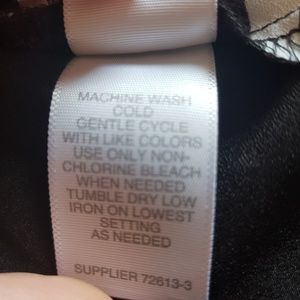 MACHINE WASH
COLD
GENTLE CYCLE
WITH LIKE COLORS
USE ONLY NON-
CHLORINE BLEACH
WHEN NEEDED
TUMBLE DRY LOW
IRON ON LOWEST
SETTING
AS NEEDED
SUPPLIER 72613-3